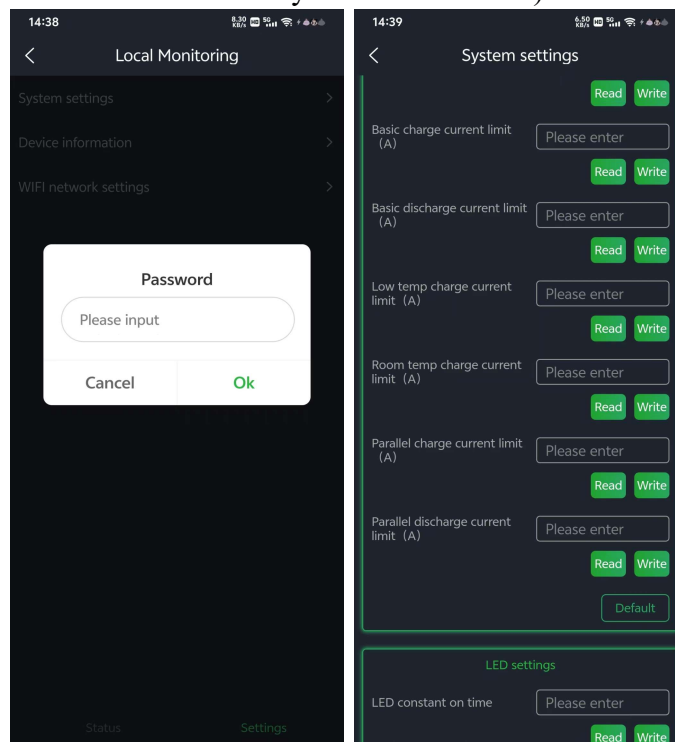 14:38
8.30 KB/s HD 5G
Local Monitoring
System settings
Device information
WIFI network settings
Password
Please input
Cancel
Ok
Status
Settings
14:39
6.50 KB/s HD 5G
System settings
Read Write
Basic charge current limit
(A)
Please enter
Read Write
Basic discharge current limit
(A)
Please enter
Read Write
Low temp charge current
limit (A)
Please enter
Read Write
Room temp charge current
limit (A)
Please enter
Read Write
Parallel charge current limit
(A)
Please enter
Read Write
Parallel discharge current
limit (A)
Please enter
Read Write
Default
LED settings
LED constant on time
Please enter
Read Write